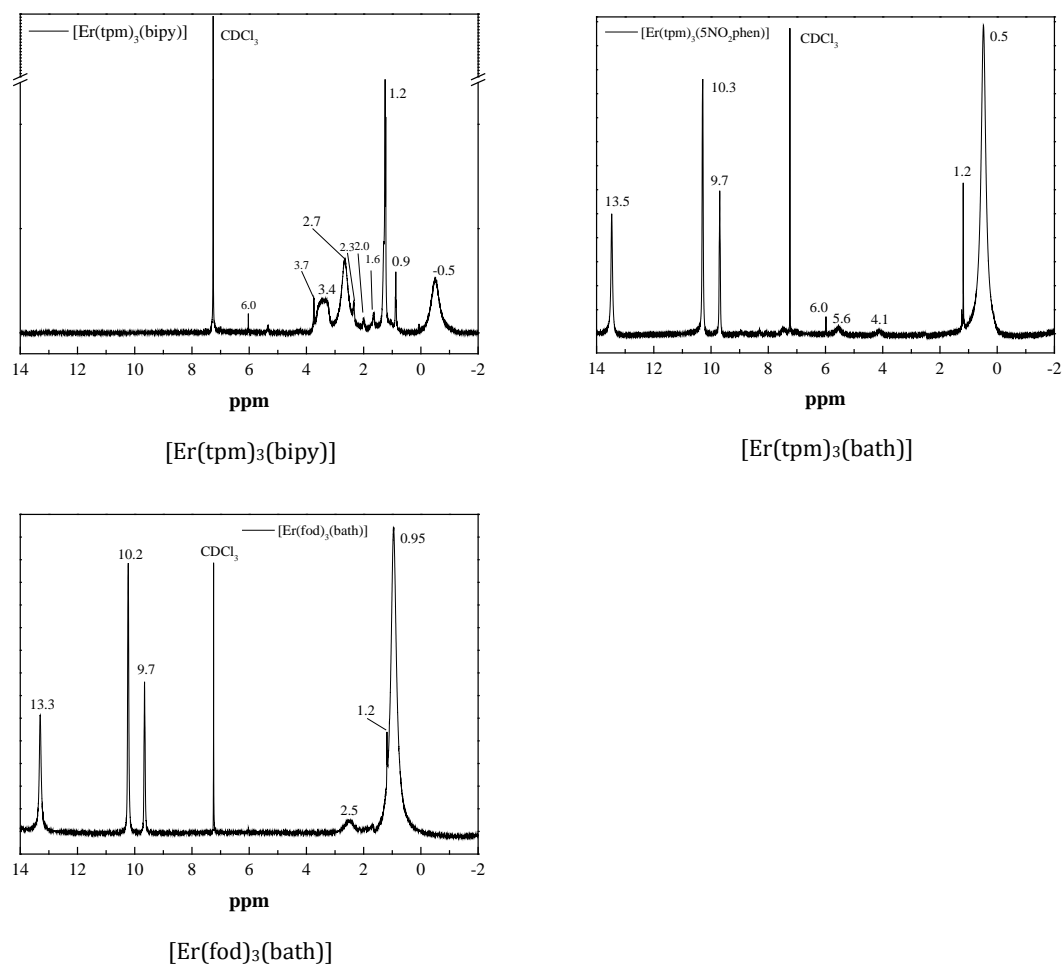 [Er(tpm)₃(bipy)]
CDCl₃
1.2
2.7
2.3
2.0
1.6
0.9
-0.5
3.7
3.4
6.0
14 12 10 8 6 4 2 0 -2
ppm
[Er(tpm)₃(bipy)]
[Er(tpm)₃(5NO₂phen)]
CDCl₃
0.5
10.3
9.7
1.2
13.5
6.0
5.6
4.1
14 12 10 8 6 4 2 0 -2
ppm
[Er(tpm)₃(bath)]
[Er(fod)₃(bath)]
0.95
10.2
CDCl₃
9.7
13.3
1.2
2.5
14 12 10 8 6 4 2 0 -2
ppm
[Er(fod)₃(bath)]